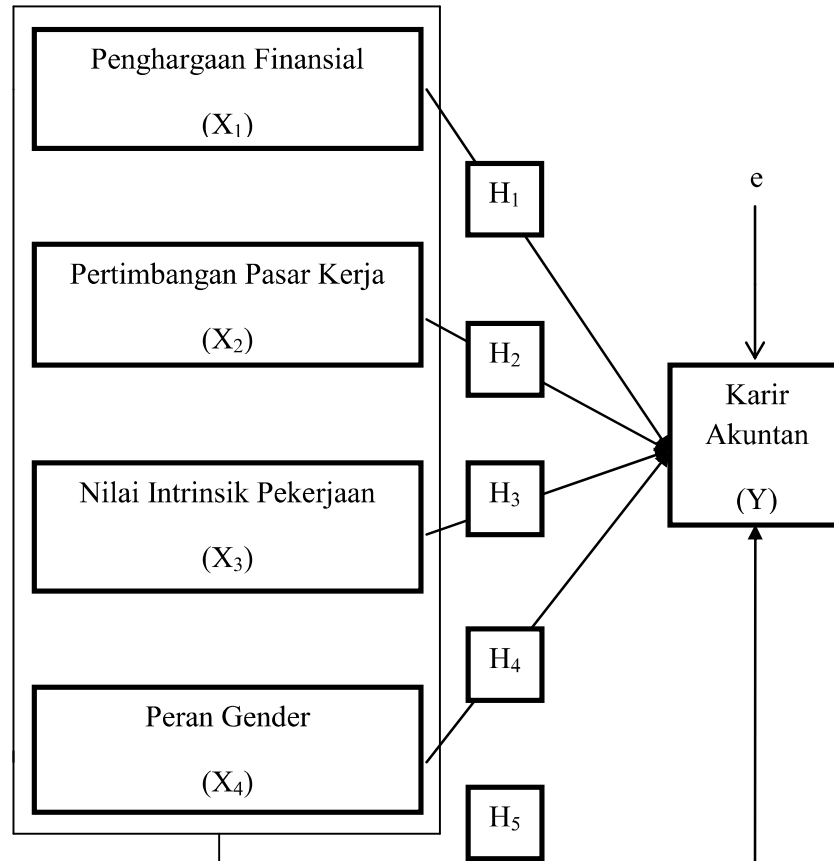 Penghargaan Finansial
(X₁)
H₁
e
Pertimbangan Pasar Kerja
(X₂)
H₂
Karir
Akuntan
(Y)
Nilai Intrinsik Pekerjaan
(X₃)
H₃
H₄
Peran Gender
(X₄)
H₅